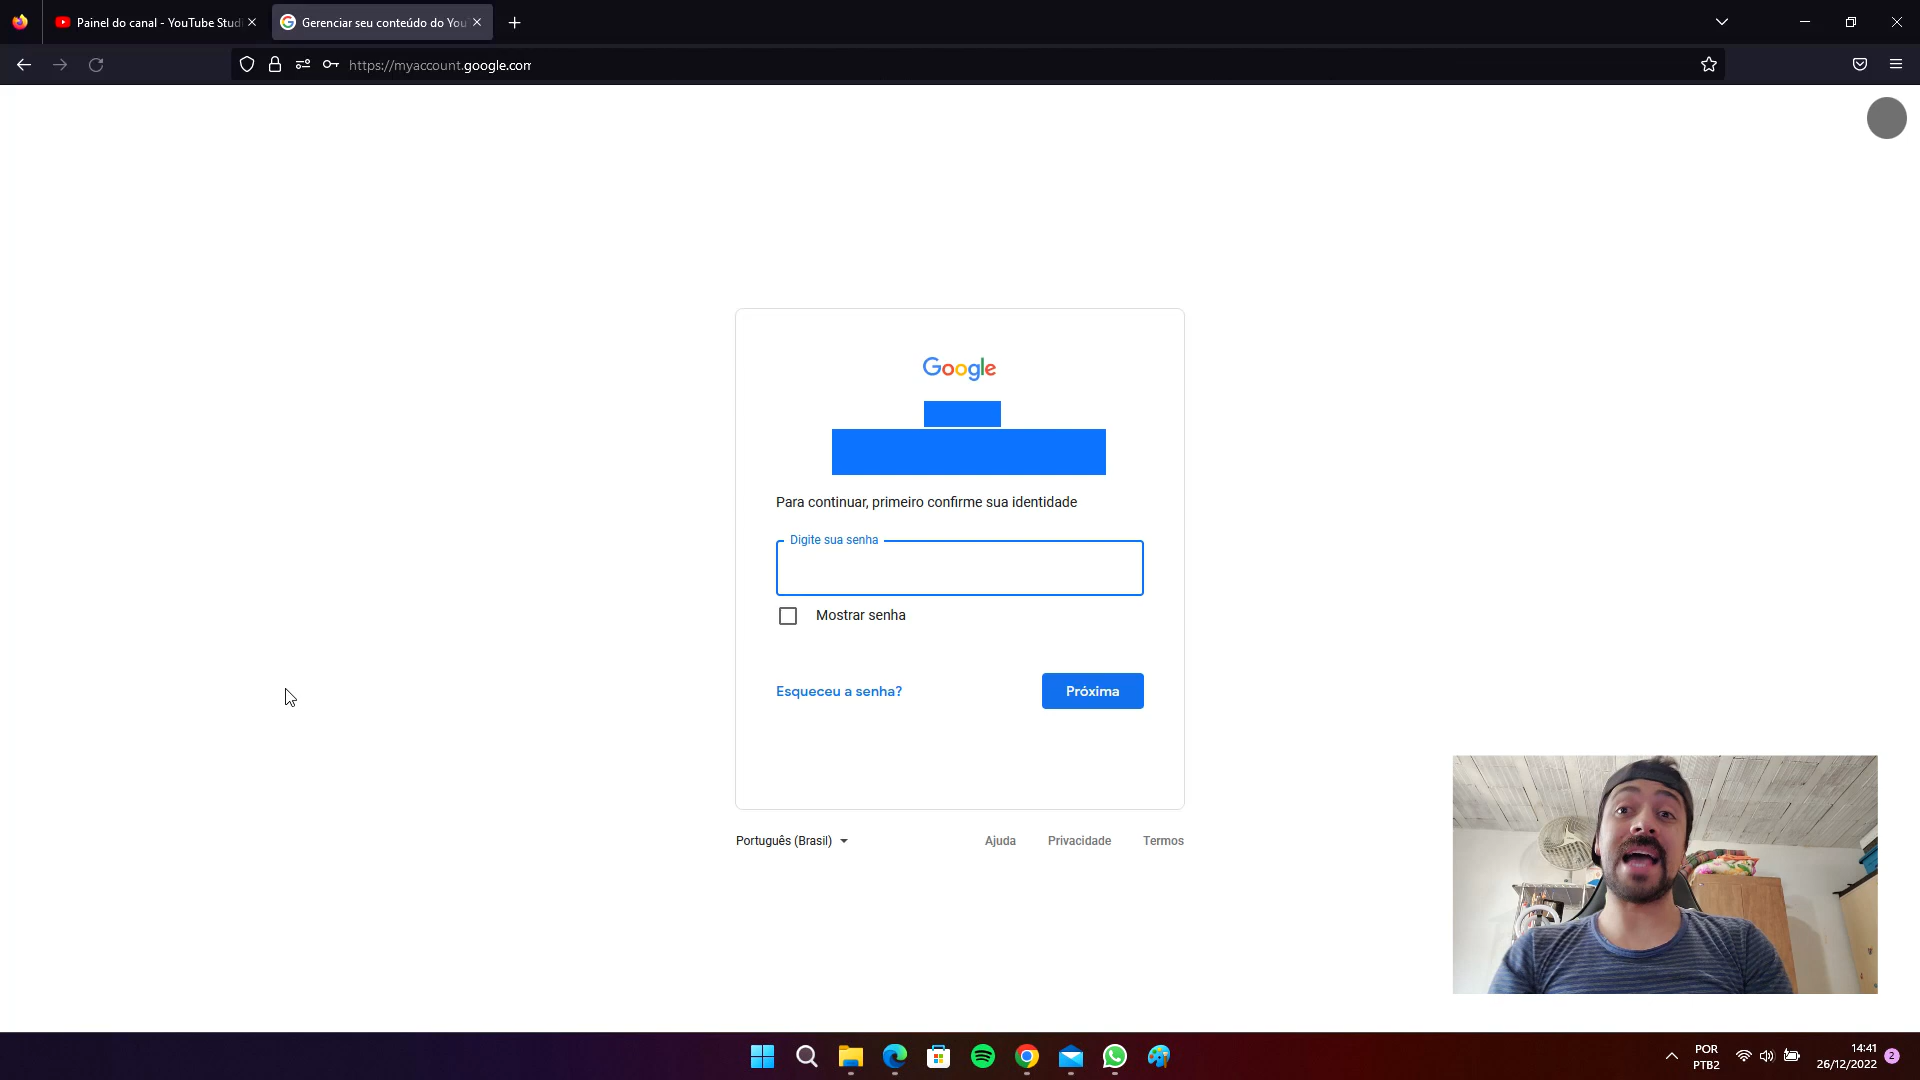 Painel do canal - YouTube Studi
Gerenciar seu conteúdo do You
https://myaccount.google.com
Google
Para continuar, primeiro confirme sua identidade
Digite sua senha
Mostrar senha
Esqueceu a senha?
Próxima
Português (Brasil)
Ajuda
Privacidade
Termos
POR
PTB2
14:41
26/12/2022
2